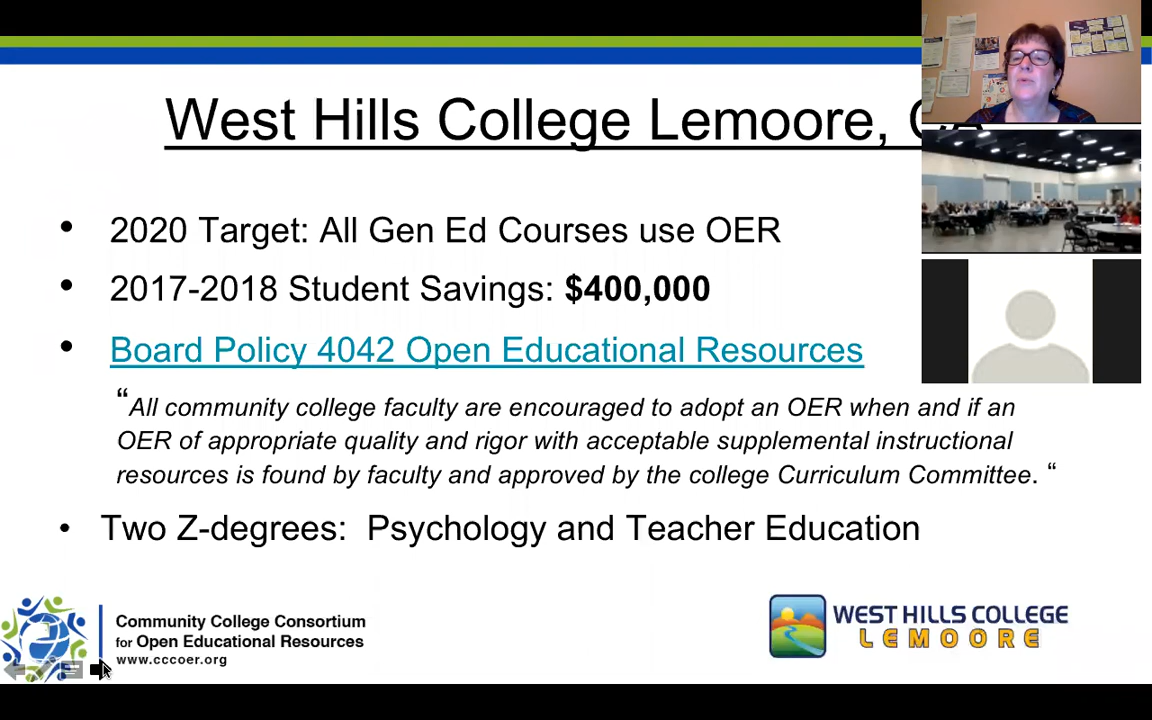 West Hills College Lemoore, CA
• 2020 Target: All Gen Ed Courses use OER
• 2017-2018 Student Savings: $400,000
• Board Policy 4042 Open Educational Resources
“All community college faculty are encouraged to adopt an OER when and if an
OER of appropriate quality and rigor with acceptable supplemental instructional
resources is found by faculty and approved by the college Curriculum Committee. “
• Two Z-degrees: Psychology and Teacher Education
Community College Consortium
for Open Educational Resources
www.cccoer.org
WEST HILLS COLLEGE
LEMOORE